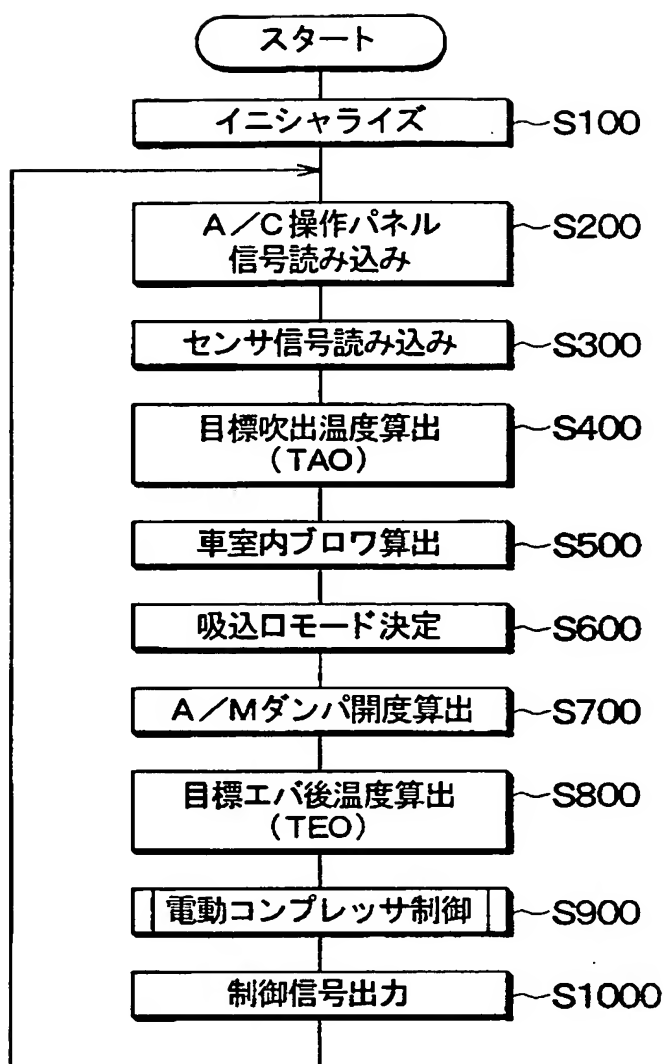 スタート
イニシャライズ
S100
A/C操作パネル
信号読み込み
S200
センサ信号読み込み
S300
目標吹出温度算出
(TAO)
S400
車室内ブロワ算出
S500
吸込口モード決定
S600
A/Mダンパ開度算出
S700
目標エバ後温度算出
(TEO)
S800
電動コンプレッサ制御
S900
制御信号出力
S1000